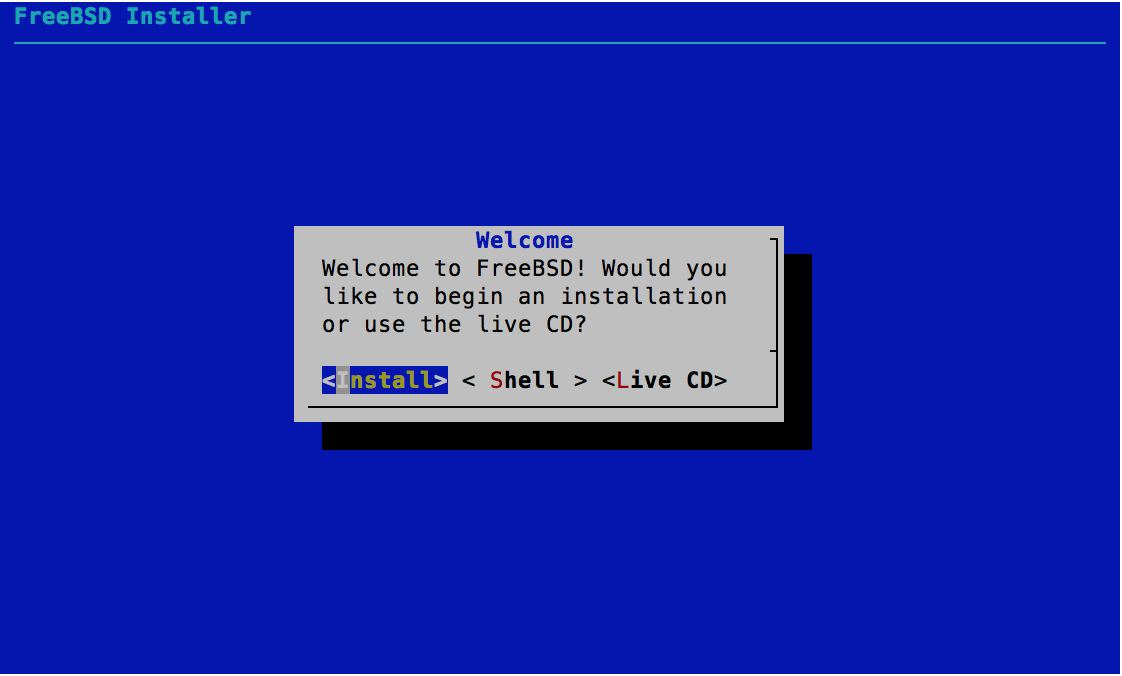 FreeBSD Installer
Welcome
Welcome to FreeBSD! Would you
like to begin an installation
or use the live CD?
<Install> < Shell > <Live CD>